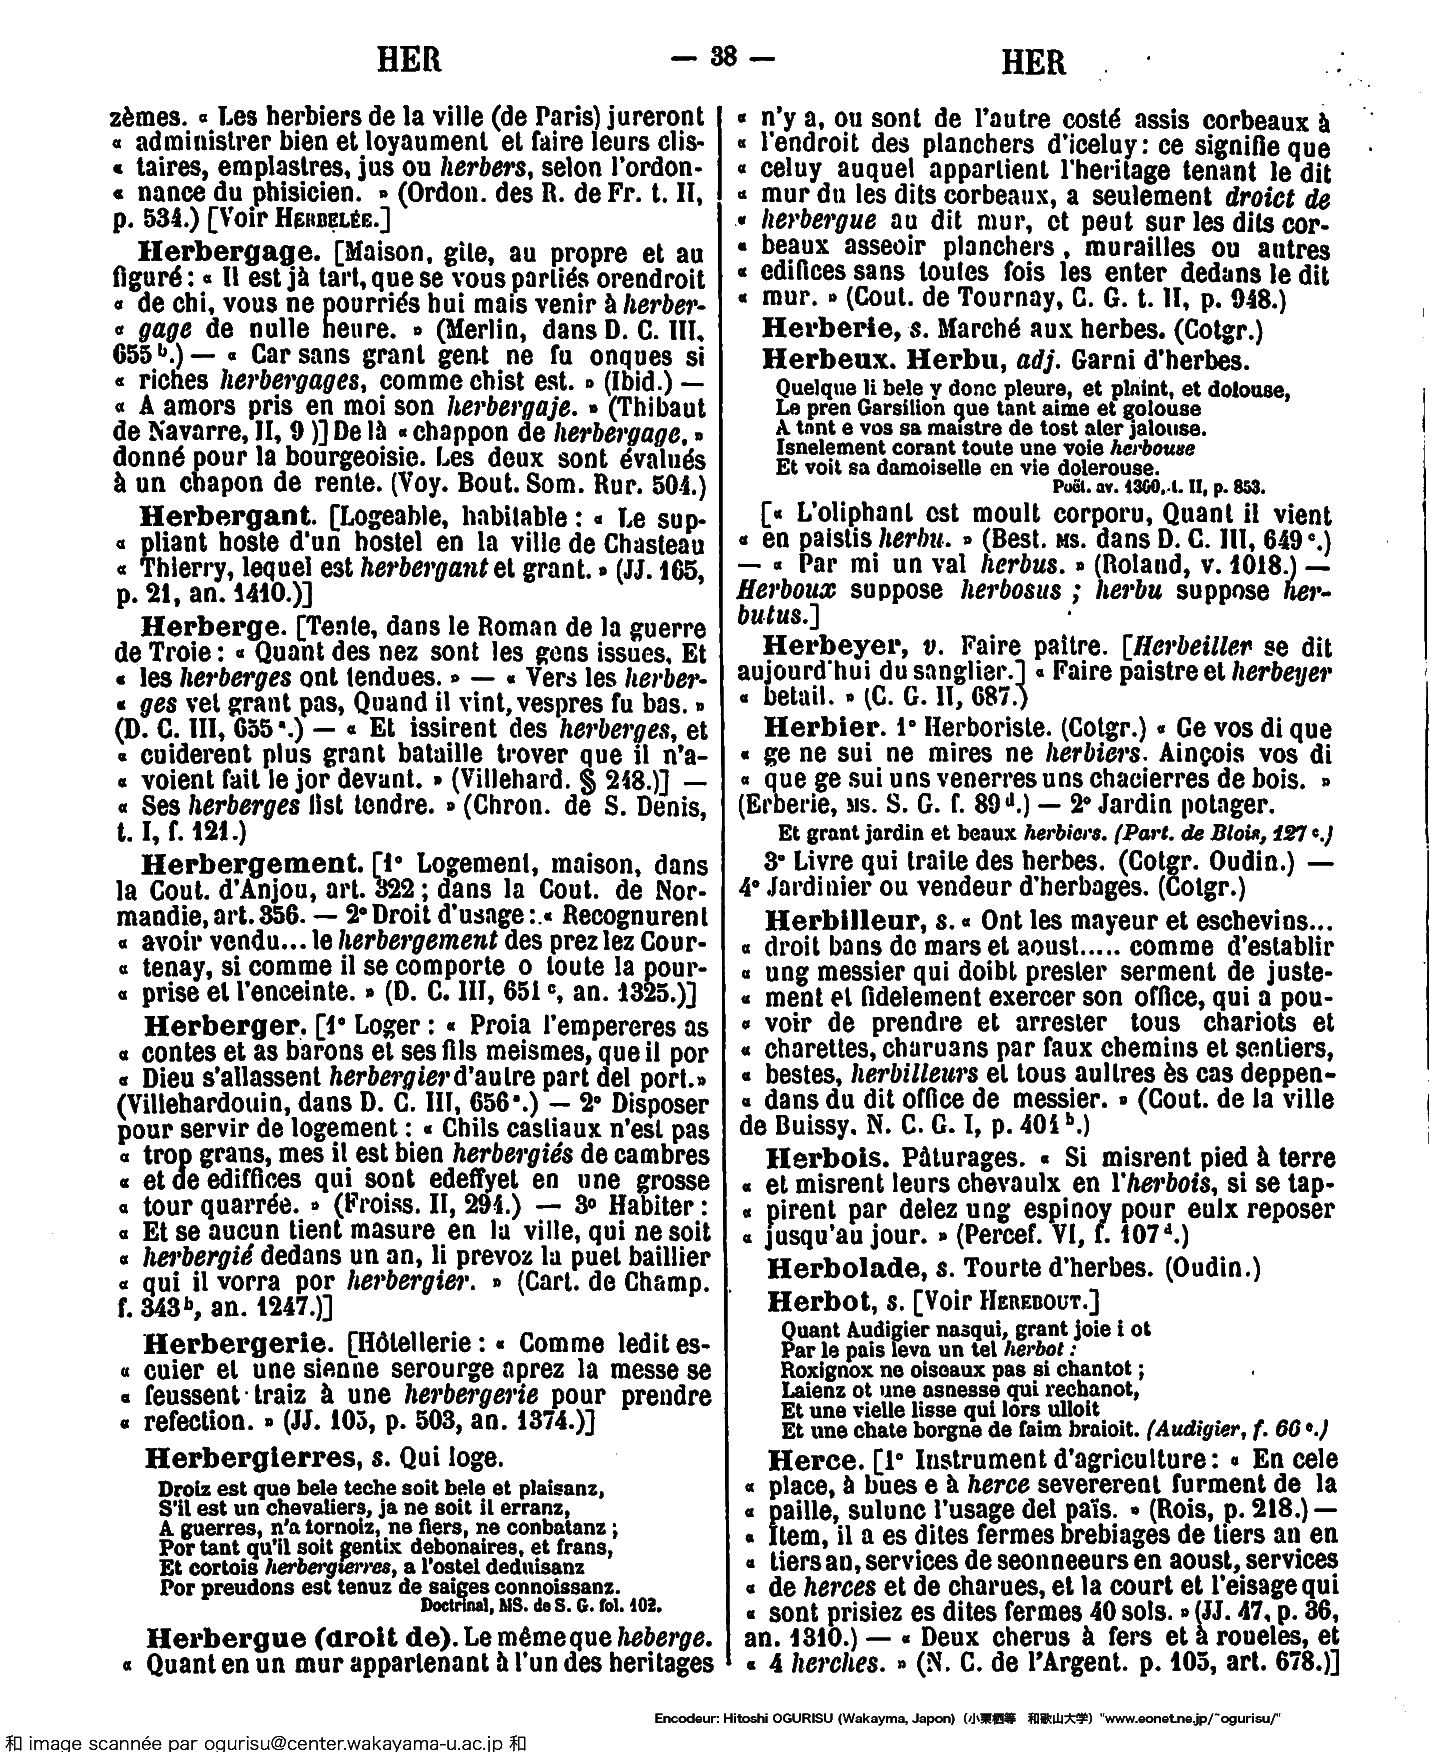 HER — 38 — HER
zèmes. « Les herbiers de la ville (de Paris) jureront
« administrer bien et loyaument et faire leurs clis-
« taires, emplastres, jus ou herbers, selon l'ordon-
« nance du phisicien. » (Ordon. des R. de Fr. t. II,
p. 534.) [Voir HERBELÉE.]
Herbergage. [Maison, gite, au propre et au
figuré : « Il est jà tart, que se vous partiés orendroit
« de chi, vous ne pourriés hui mais venir à herber-
« gage de nulle heure. » (Merlin, dans D. C. III,
655 b.) — « Car sans grant gent ne fu onques si
« riches herbergages, comme chist est. » (Ibid.) —
« A amors pris en moi son herbergaje. » (Thibaut
de Navarre, II, 9 )] De là « chappon de herbergage, »
donné pour la bourgeoisie. Les deux sont évalués
à un chapon de rente. (Voy. Bout. Som. Rur. 504.)
Herbergant. [Logeable, habitable : « Le sup-
« pliant hoste d'un hostel en la ville de Chasteau
« Thierry, lequel est herbergant et grant. » (JJ. 165,
p. 21, an. 1410.)]
Herberge. [Tente, dans le Roman de la guerre
de Troie : « Quant des nez sont les gens issues, Et
« les herberges ont tendues. » — « Vers les herber-
« ges vet grant pas, Quand il vint, vespres fu bas. »
(D. C. III, 655 a.) — « Et issirent des herberges, et
« cuiderent plus grant bataille trover que il n'a-
« voient fait le jor devant. » (Villehard. § 248.)] —
« Ses herberges fist tendre. » (Chron. de S. Denis,
t. I, f. 121.)
Herbergement. [1° Logement, maison, dans
la Cout. d'Anjou, art. 322 ; dans la Cout. de Nor-
mandie, art. 356. — 2° Droit d'usage : « Recognurent
« avoir vendu... le herbergement des prez lez Cour-
« tenay, si comme il se comporte o toute la pour-
« prise et l'enceinte. » (D. C. III, 651 c, an. 1325.)]
Herberger. [1° Loger : « Proia l'empereres as
« contes et as barons et ses fils meismes, que il por
« Dieu s'allassent herbergier d'autre part del port. »
(Villehardouin, dans D. C. III, 656 a.) — 2° Disposer
pour servir de logement : « Chils castiaux n'est pas
« trop grans, mes il est bien herbergiés de cambres
« et de ediffices qui sont edeffyet en une grosse
« tour quarrée. » (Froiss. II, 294.) — 3° Habiter :
« Et se aucun tient masure en la ville, qui ne soit
« herbergié dedans un an, li prevoz la puet baillier
« qui il vorra por herbergier. » (Cart. de Champ.
f. 343 b, an. 1247.)]
Herbergerie. [Hôtellerie : « Comme ledit es-
« cuier et une sienne serourge aprez la messe se
« feussent traiz à une herbergerie pour prendre
« refection. » (JJ. 105, p. 503, an. 1374.)]
Herbergierres, s. Qui loge.
Droiz est que bele teche soit bele et plaisanz,
S'il est un chevaliers, ja ne soit il erranz,
A guerres, n'a tornoiz, ne fiers, ne conbatanz ;
Por tant qu'il soit gentix debonaires, et frans,
Et cortois herbergierres, a l'ostel deduisanz
Por preudons est tenuz de saiges connoissanz.
Doctrinal, MS. de S. G. fol. 102.
Herbergue (droit de). Le même que heberge.
« Quant en un mur appartenant à l'un des heritages
« n'y a, ou sont de l'autre costé assis corbeaux à
« l'endroit des planchers d'iceluy : ce signifie que
« celuy auquel appartient l'heritage tenant le dit
« mur du les dits corbeaux, a seulement droict de
« herbergue au dit mur, et peut sur les dits cor-
« beaux asseoir planchers , murailles ou autres
« edifices sans toutes fois les enter dedans le dit
« mur. » (Cout. de Tournay, C. G. t. II, p. 948.)
Herberie, s. Marché aux herbes. (Cotgr.)
Herbeux. Herbu, adj. Garni d'herbes.
Quelque li bele y donc pleure, et plaint, et dolouse,
Le pren Garsilion que tant aime et golouse
A tant e vos sa maistre de tost aler jalouse.
Isnelement corant toute une voie herbouse
Et voit sa damoiselle en vie dolerouse.
Poët. av. 1300, t. II, p. 853.
[« L'oliphant est moult corporu, Quant il vient
« en paistis herbu. » (Best. MS. dans D. C. III, 649 c.)
— « Par mi un val herbus. » (Roland, v. 1018.) —
Herboux suppose herbosus ; herbu suppose her-
butus.]
Herbeyer, v. Faire paître. [Herbeiller se dit
aujourd'hui du sanglier.] « Faire paistre et herbeyer
« betail. » (C. G. II, 687.)
Herbier. 1° Herboriste. (Cotgr.) « Ge vos di que
« ge ne sui ne mires ne herbiers. Ainçois vos di
« que ge sui uns venerres uns chacierres de bois. »
(Erberie, MS. S. G. f. 89 d.) — 2° Jardin potager.
Et grant jardin et beaux herbiers. (Part. de Blois, 127 c.)
3° Livre qui traite des herbes. (Cotgr. Oudin.) —
4° Jardinier ou vendeur d'herbages. (Cotgr.)
Herbilleur, s. « Ont les mayeur et eschevins...
« droit bans de mars et aoust..... comme d'establir
« ung messier qui doibt prester serment de juste-
« ment et fidelement exercer son office, qui a pou-
« voir de prendre et arrester tous chariots et
« charettes, charuans par faux chemins et sentiers,
« bestes, herbilleurs et tous aultres ès cas deppen-
« dans du dit office de messier. » (Cout. de la ville
de Buissy. N. C. G. I, p. 401 b.)
Herbois. Pâturages. « Si misrent pied à terre
« et misrent leurs chevaulx en l'herbois, si se tap-
« pirent par delez ung espinoy pour eulx reposer
« jusqu'au jour. » (Percef. VI, f. 107 d.)
Herbolade, s. Tourte d'herbes. (Oudin.)
Herbot, s. [Voir HEREBOUT.]
Quant Audigier nasqui, grant joie i ot
Par le païs leva un tel herbot :
Roxignox ne oiseaux pas si chantot ;
Laienz ot une asnesse qui rechanot,
Et une vielle lisse qui lors ulloit
Et une chate borgne de faim braioit. (Audigier, f. 66 c.)
Herce. [1° Instrument d'agriculture : « En cele
« place, à bues e à herce severerent furment de la
« paille, sulunc l'usage del païs. » (Rois, p. 218.) —
« Item, il a es dites fermes brebiages de tiers an en
« tiers an, services de seonneeurs en aoust, services
« de herces et de charues, et la court et l'eisage qui
« sont prisiez es dites fermes 40 sols. » (JJ. 47, p. 36,
an. 1310.) — « Deux cherus à fers et à roueles, et
« 4 herches. » (N. C. de l'Argent. p. 105, art. 678.)]
Encodeur: Hitoshi OGURISU (Wakayma, Japon) (小栗栖等 和歌山大学) "www.eonet.ne.jp/~ogurisu/"
和 image scannée par ogurisu@center.wakayama-u.ac.jp 和